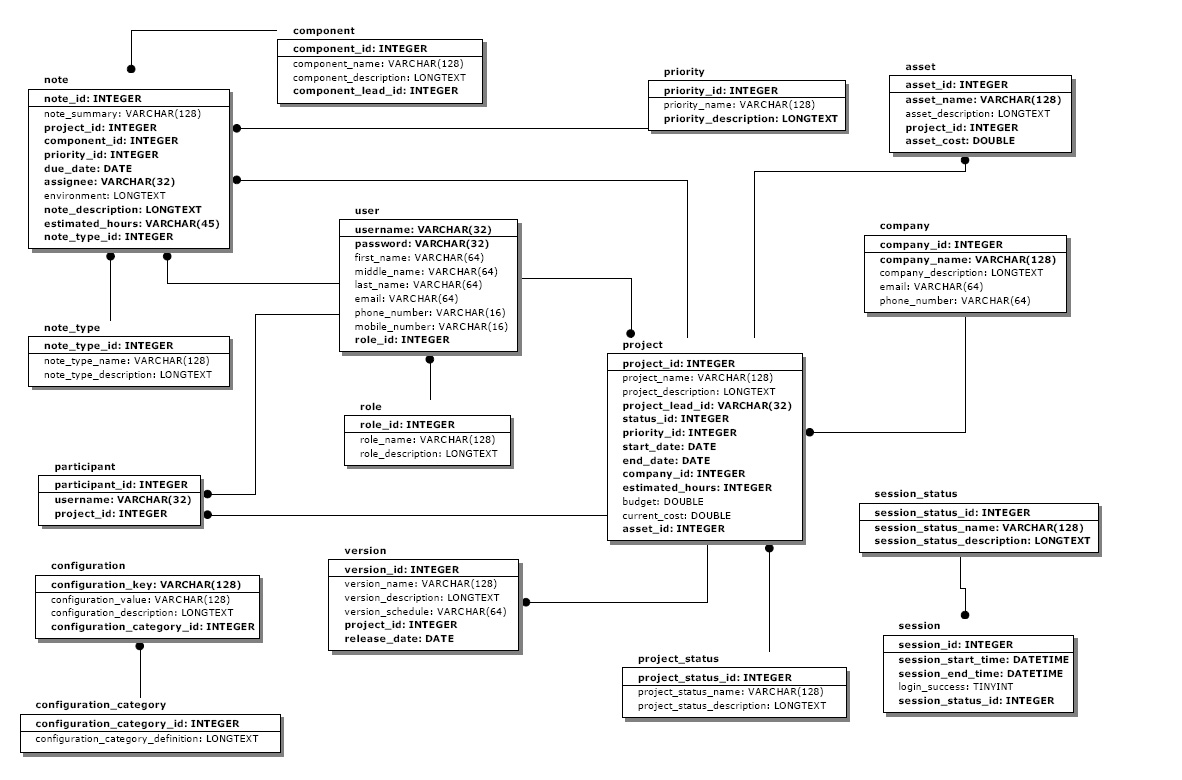 component
component_id: INTEGER
component_name: VARCHAR(128)
component_description: LONGTEXT
component_lead_id: INTEGER
priority
priority_id: INTEGER
priority_name: VARCHAR(128)
priority_description: LONGTEXT
asset
asset_id: INTEGER
asset_name: VARCHAR(128)
asset_description: LONGTEXT
project_id: INTEGER
asset_cost: DOUBLE
note
note_id: INTEGER
note_summary: VARCHAR(128)
project_id: INTEGER
component_id: INTEGER
priority_id: INTEGER
due_date: DATE
assignee: VARCHAR(32)
environment: LONGTEXT
note_description: LONGTEXT
estimated_hours: VARCHAR(45)
note_type_id: INTEGER
user
username: VARCHAR(32)
password: VARCHAR(32)
first_name: VARCHAR(64)
middle_name: VARCHAR(64)
last_name: VARCHAR(64)
email: VARCHAR(64)
phone_number: VARCHAR(16)
mobile_number: VARCHAR(16)
role_id: INTEGER
company
company_id: INTEGER
company_name: VARCHAR(128)
company_description: LONGTEXT
email: VARCHAR(64)
phone_number: VARCHAR(64)
note_type
note_type_id: INTEGER
note_type_name: VARCHAR(128)
note_type_description: LONGTEXT
project
project_id: INTEGER
project_name: VARCHAR(128)
project_description: LONGTEXT
project_lead_id: VARCHAR(32)
status_id: INTEGER
priority_id: INTEGER
start_date: DATE
end_date: DATE
company_id: INTEGER
estimated_hours: INTEGER
budget: DOUBLE
current_cost: DOUBLE
asset_id: INTEGER
role
role_id: INTEGER
role_name: VARCHAR(128)
role_description: LONGTEXT
participant
participant_id: INTEGER
username: VARCHAR(32)
project_id: INTEGER
session_status
session_status_id: INTEGER
session_status_name: VARCHAR(128)
session_status_description: LONGTEXT
version
version_id: INTEGER
version_name: VARCHAR(128)
version_description: LONGTEXT
version_schedule: VARCHAR(64)
project_id: INTEGER
release_date: DATE
configuration
configuration_key: VARCHAR(128)
configuration_value: VARCHAR(128)
configuration_description: LONGTEXT
configuration_category_id: INTEGER
session
session_id: INTEGER
session_start_time: DATETIME
session_end_time: DATETIME
login_success: TINYINT
session_status_id: INTEGER
project_status
project_status_id: INTEGER
project_status_name: VARCHAR(128)
project_status_description: LONGTEXT
configuration_category
configuration_category_id: INTEGER
configuration_category_definition: LONGTEXT